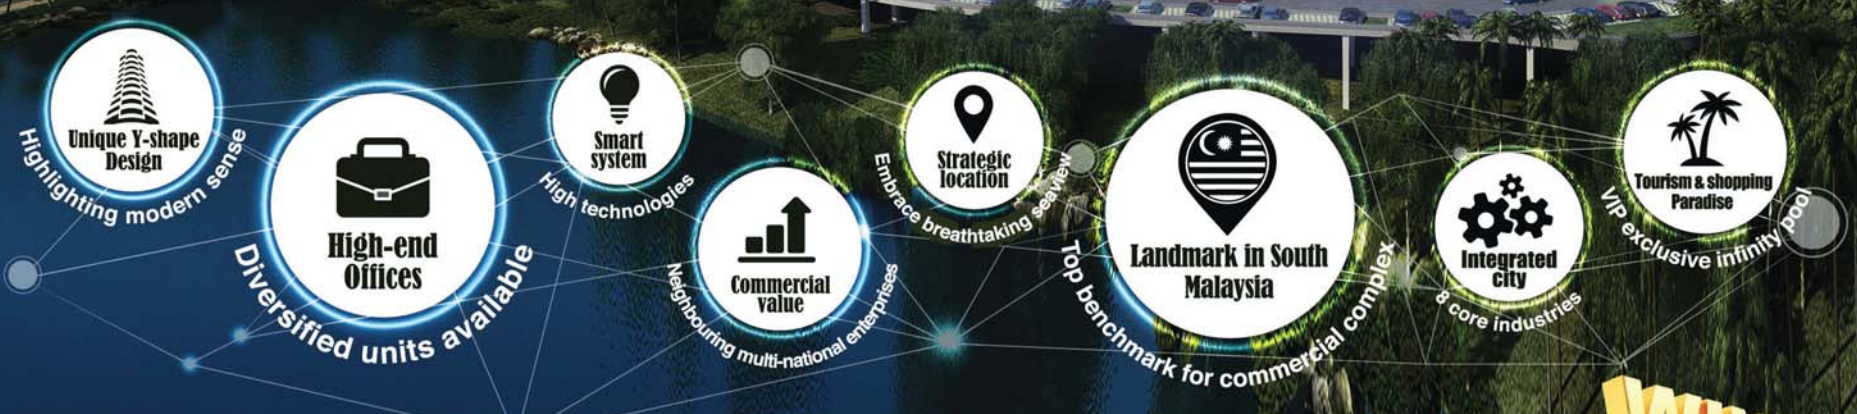 Unique Y-shape
Design
Highlighting modern sense
High-end
Offices
Diversified units available
Smart
system
High technologies
Commercial
value
Neighbouring multi-national enterprises
Strategic
location
Embrace breathtaking seaview
Landmark in South
Malaysia
Top benchmark for commercial complex
Integrated
city
8 core industries
Tourism & shopping
Paradise
VIP exclusive infinity pool